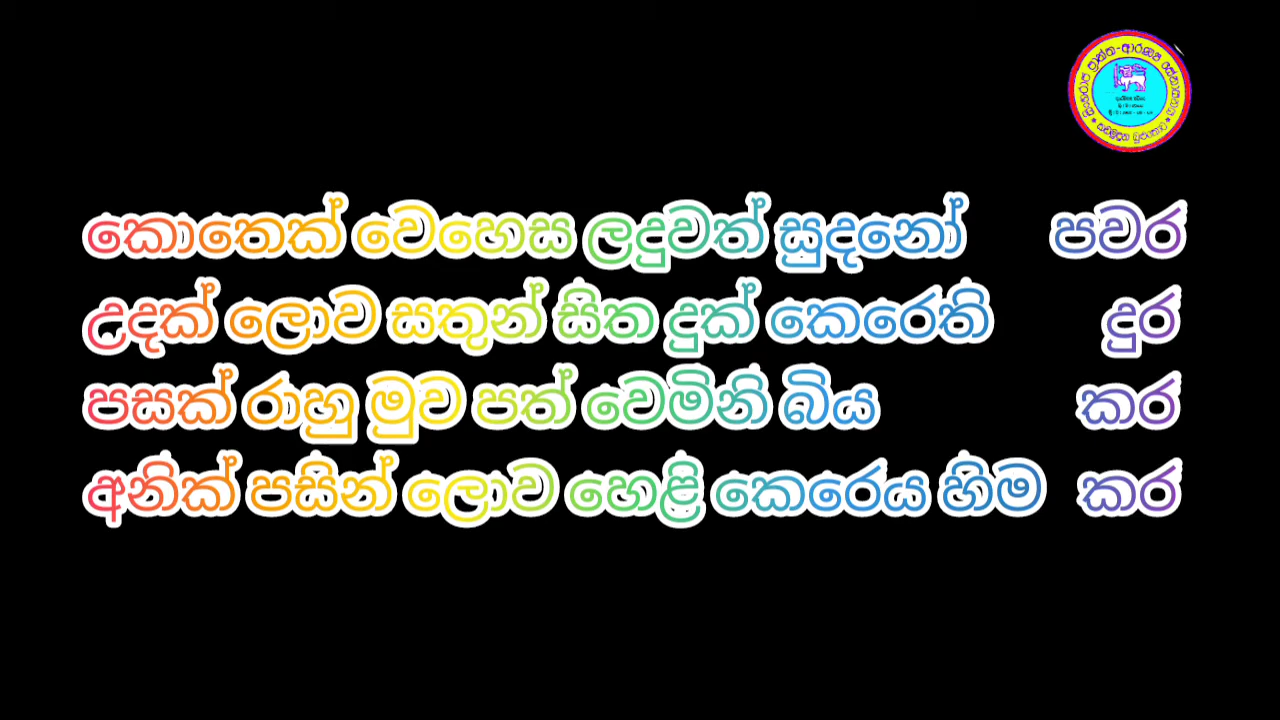 කොතෙක් වෙහෙස ලදුවත් සුදනෝ පවර
උදක් ලොව සතුන් සිත දුක් කෙරෙති දුර
පසක් රාහු මුව පත් වෙමිනි බිය කර
අනික් පසින් ලොව හෙළි කෙරෙය හිම කර